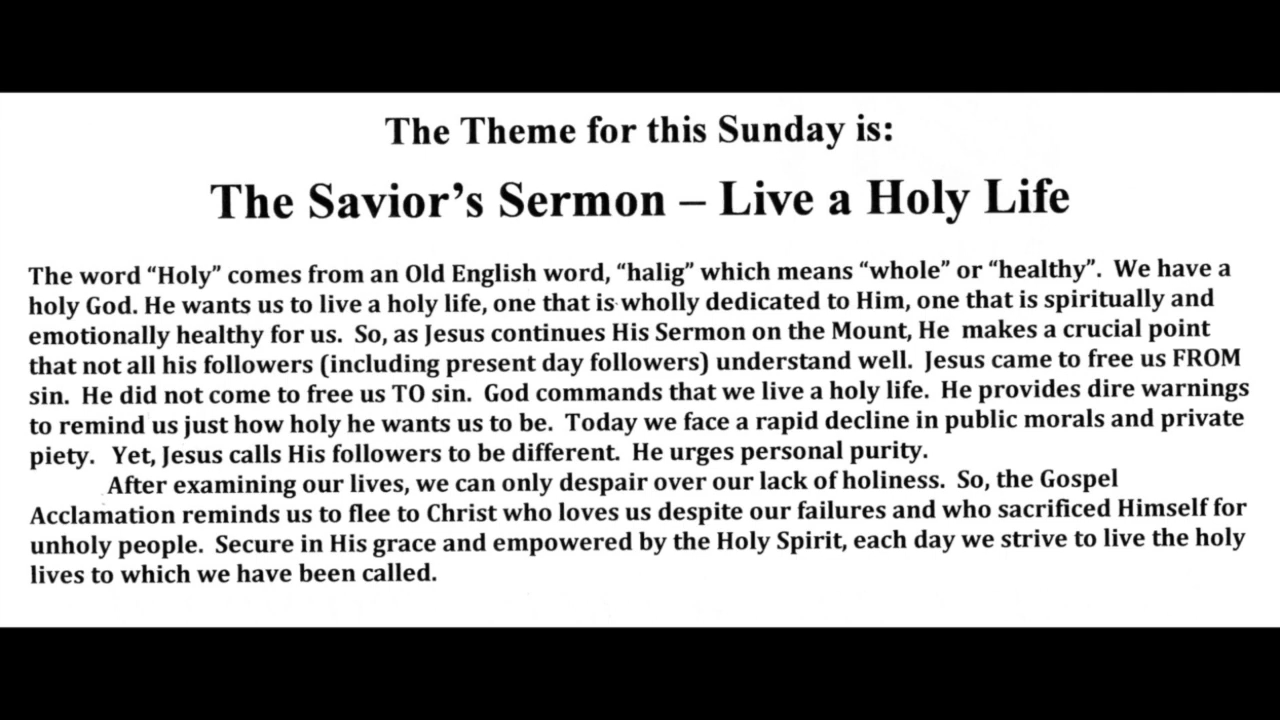 The Theme for this Sunday is:
The Savior’s Sermon – Live a Holy Life
The word “Holy” comes from an Old English word, “halig” which means “whole” or “healthy”.  We have a
holy God. He wants us to live a holy life, one that is wholly dedicated to Him, one that is spiritually and
emotionally healthy for us.  So, as Jesus continues His Sermon on the Mount, He  makes a crucial point
that not all his followers (including present day followers) understand well.  Jesus came to free us FROM
sin.  He did not come to free us TO sin.  God commands that we live a holy life.  He provides dire warnings
to remind us just how holy he wants us to be.  Today we face a rapid decline in public morals and private
piety.   Yet, Jesus calls His followers to be different.  He urges personal purity.
After examining our lives, we can only despair over our lack of holiness.  So, the Gospel
Acclamation reminds us to flee to Christ who loves us despite our failures and who sacrificed Himself for
unholy people.  Secure in His grace and empowered by the Holy Spirit, each day we strive to live the holy
lives to which we have been called.